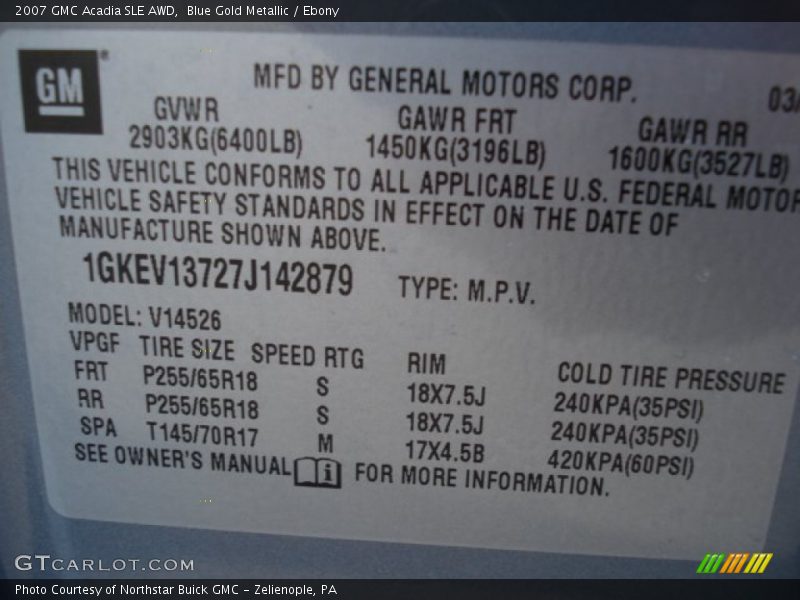 2007 GMC Acadia SLE AWD, Blue Gold Metallic / Ebony
GM®
MFD BY GENERAL MOTORS CORP. 03/
GVWR GAWR FRT GAWR RR
2903KG(6400LB) 1450KG(3196LB) 1600KG(3527LB)
THIS VEHICLE CONFORMS TO ALL APPLICABLE U.S. FEDERAL MOTOR
VEHICLE SAFETY STANDARDS IN EFFECT ON THE DATE OF
MANUFACTURE SHOWN ABOVE.
1GKEV13727J142879 TYPE: M.P.V.
MODEL: V14526
VPGF TIRE SIZE SPEED RTG RIM COLD TIRE PRESSURE
FRT P255/65R18 S 18X7.5J 240KPA(35PSI)
RR P255/65R18 S 18X7.5J 240KPA(35PSI)
SPA T145/70R17 M 17X4.5B 420KPA(60PSI)
SEE OWNER'S MANUAL i FOR MORE INFORMATION.
GTCARLOT.COM
Photo Courtesy of Northstar Buick GMC - Zelienople, PA